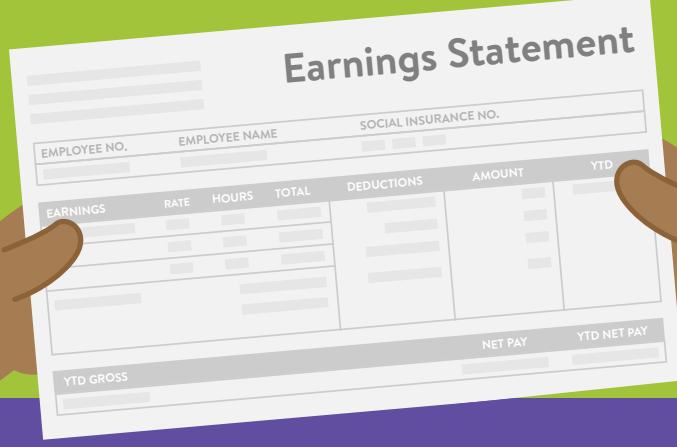 Earnings Statement
EMPLOYEE NO. EMPLOYEE NAME SOCIAL INSURANCE NO.
EARNINGS RATE HOURS TOTAL DEDUCTIONS AMOUNT YTD
YTD GROSS NET PAY YTD NET PAY